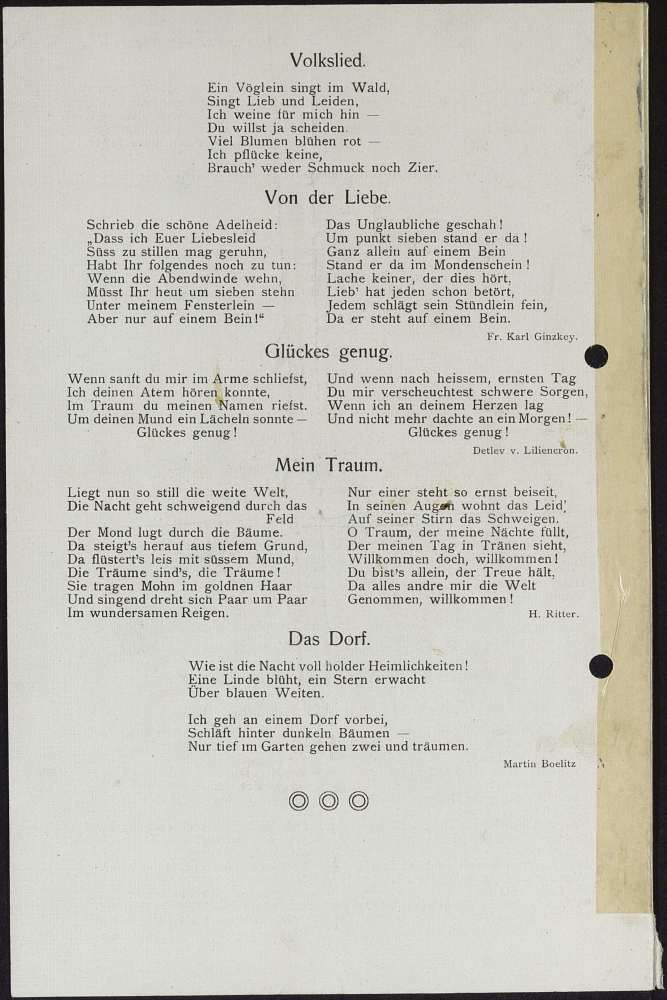 Volkslied.
Ein Vöglein singt im Wald,
Singt Lieb und Leiden,
Ich weine für mich hin —
Du willst ja scheiden.
Viel Blumen blühen rot —
Ich pflücke keine,
Brauch' weder Schmuck noch Zier.
Von der Liebe.
Schrieb die schöne Adelheid:
„Dass ich Euer Liebesleid
Süss zu stillen mag geruhn,
Habt Ihr folgendes noch zu tun:
Wenn die Abendwinde wehn,
Müsst Ihr heut um sieben stehn
Unter meinem Fensterlein —
Aber nur auf einem Bein!“
Das Unglaubliche geschah!
Um punkt sieben stand er da!
Ganz allein auf einem Bein
Stand er da im Mondenschein!
Lache keiner, der dies hört,
Lieb' hat jeden schon betört,
Jedem schlägt sein Stündlein fein,
Da er steht auf einem Bein.
Fr. Karl Ginzkey.
Glückes genug.
Wenn sanft du mir im Arme schliefst,
Ich deinen Atem hören konnte,
Im Traum du meinen Namen riefst.
Um deinen Mund ein Lächeln sonnte —
Glückes genug!
Und wenn nach heissem, ernsten Tag
Du mir verscheuchtest schwere Sorgen,
Wenn ich an deinem Herzen lag
Und nicht mehr dachte an ein Morgen! —
Glückes genug!
Detlev v. Liliencron.
Mein Traum.
Liegt nun so still die weite Welt,
Die Nacht geht schweigend durch das
Feld
Der Mond lugt durch die Bäume.
Da steigt's herauf aus tiefem Grund,
Da flüstert's leis mit süssem Mund,
Die Träume sind's, die Träume!
Sie tragen Mohn im goldnen Haar
Und singend dreht sich Paar um Paar
Im wundersamen Reigen.
Nur einer steht so ernst beiseit,
In seinen Augen wohnt das Leid'
Auf seiner Stirn das Schweigen.
O Traum, der meine Nächte füllt,
Der meinen Tag in Tränen sieht,
Willkommen doch, willkommen!
Du bist's allein, der Treue hält,
Da alles andre mir die Welt
Genommen, willkommen!
H. Ritter.
Das Dorf.
Wie ist die Nacht voll holder Heimlichkeiten!
Eine Linde blüht, ein Stern erwacht
Über blauen Weiten.
Ich geh an einem Dorf vorbei,
Schläft hinter dunkeln Bäumen —
Nur tief im Garten gehen zwei und träumen.
Martin Boelitz